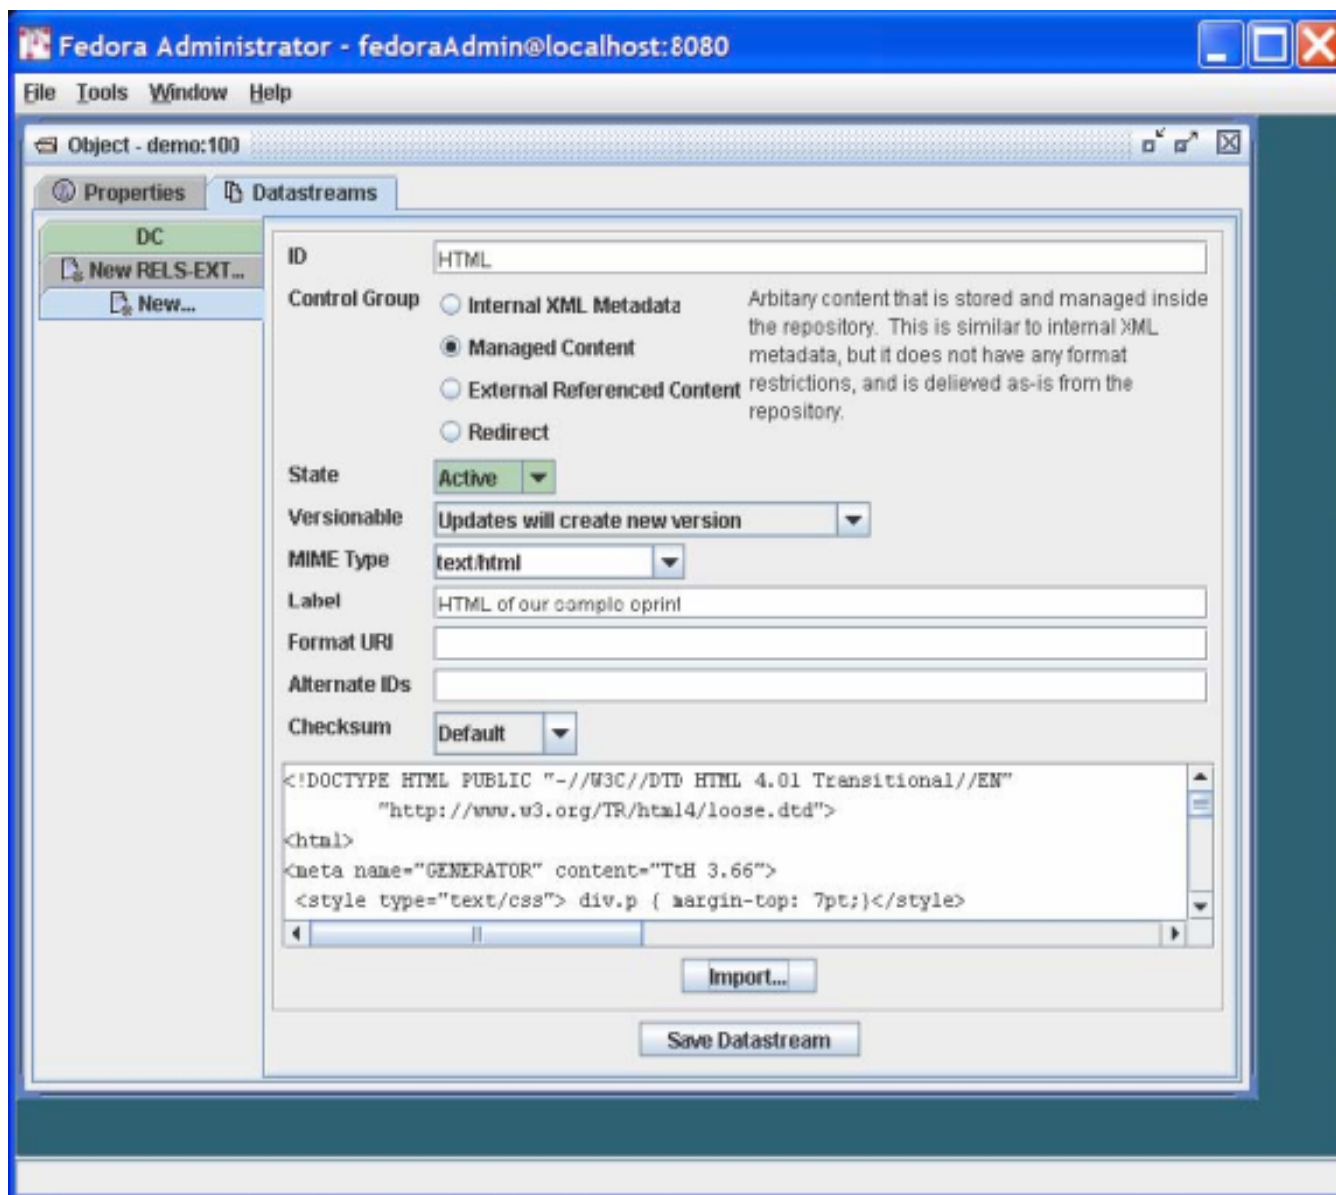 Fedora Administrator - fedoraAdmin@localhost:8080
File Tools Window Help
Object - demo:100
Properties Datastreams
DC
New RELS-EXT...
New...
ID HTML
Control Group
Internal XML Metadata
Managed Content
External Referenced Content
Redirect
Arbitary content that is stored and managed inside
the repository. This is similar to internal XML
metadata, but it does not have any format
restrictions, and is delieved as-is from the
repository.
State Active
Versionable Updates will create new version
MIME Type text/html
Label HTML of our sample eprint
Format URI
Alternate IDs
Checksum Default
<!DOCTYPE HTML PUBLIC "-//W3C//DTD HTML 4.01 Transitional//EN"
"http://www.w3.org/TR/html4/loose.dtd">
<html>
<meta name="GENERATOR" content="TtH 3.66">
<style type="text/css"> div.p { margin-top: 7pt;}</style>
Import...
Save Datastream